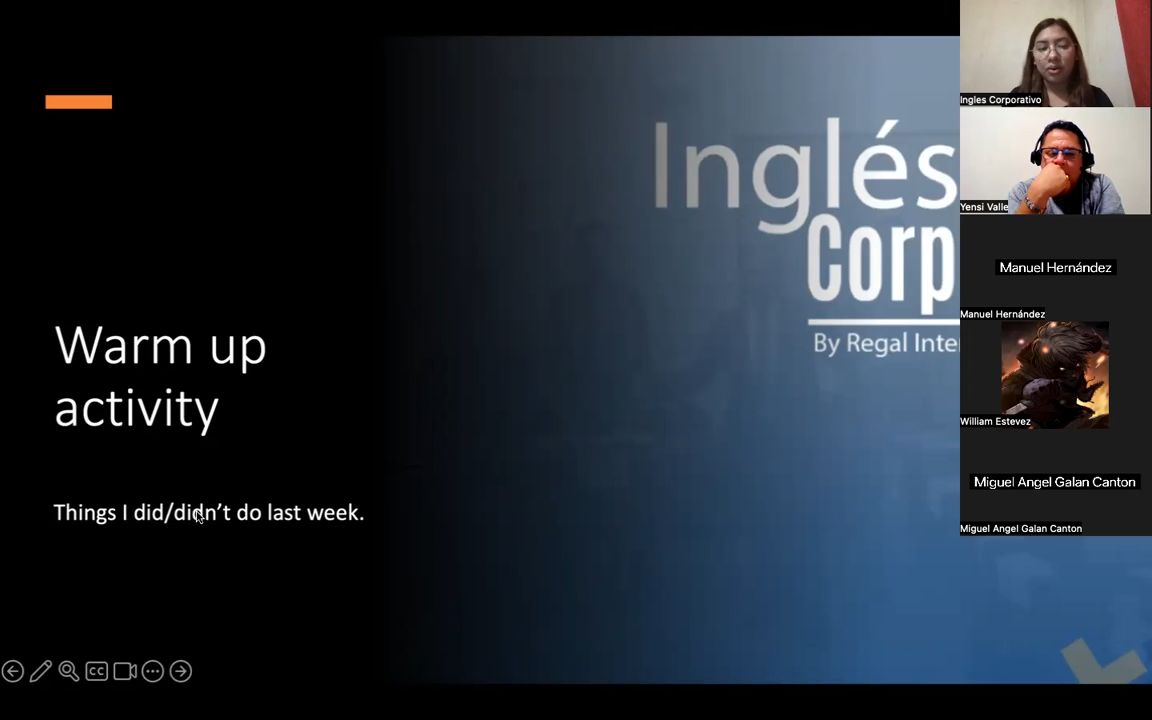 Warm up
activity
Things I did/didn't do last week.
Inglés
Corp
By Regal Inte
CC
Ingles Corporativo
Yensi Valle
Manuel Hernández
Manuel Hernández
William Estevez
Miguel Angel Galan Canton
Miguel Angel Galan Canton